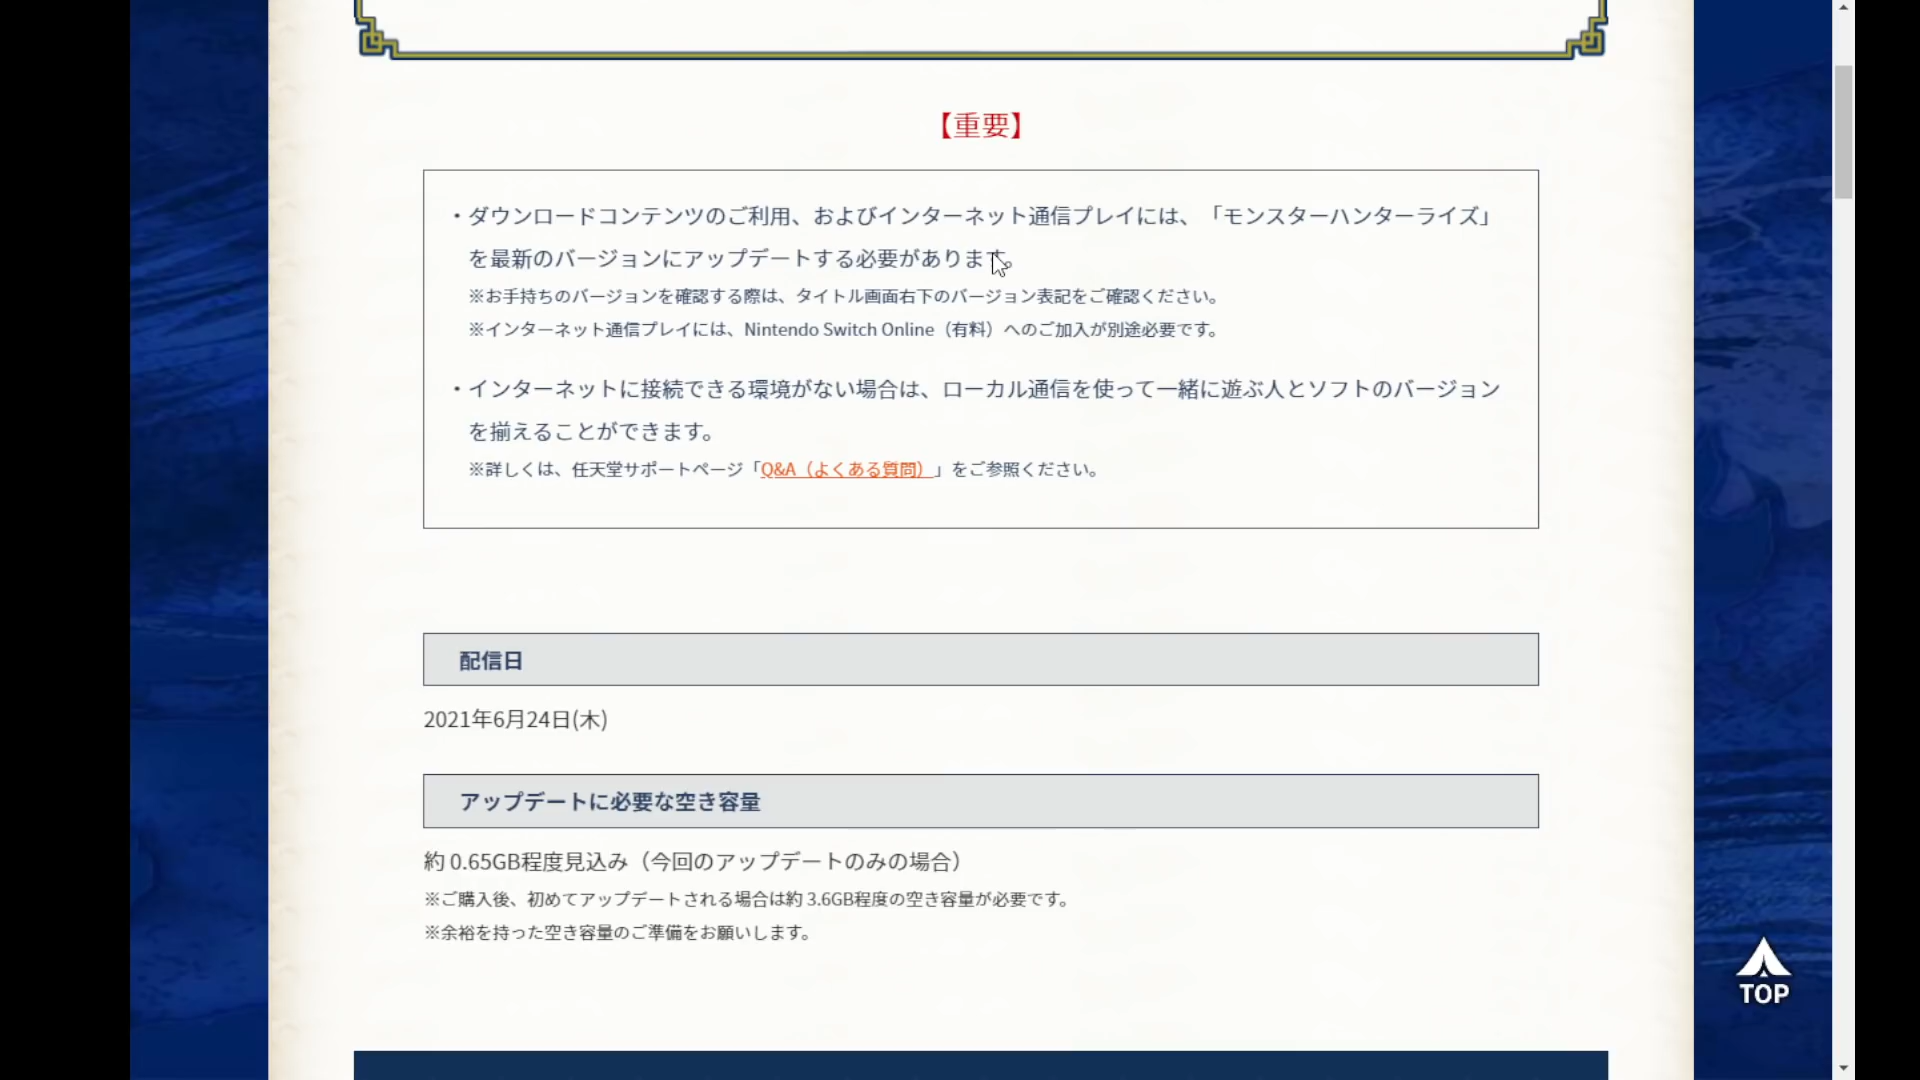 【重要】
・ダウンロードコンテンツのご利用、およびインターネット通信プレイには、「モンスターハンターライズ」
を最新のバージョンにアップデートする必要があります。
※お手持ちのバージョンを確認する際は、タイトル画面右下のバージョン表記をご確認ください。
※インターネット通信プレイには、Nintendo Switch Online（有料）へのご加入が別途必要です。
・インターネットに接続できる環境がない場合は、ローカル通信を使って一緒に遊ぶ人とソフトのバージョン
を揃えることができます。
※詳しくは、任天堂サポートページ「Q&A（よくある質問）」をご参照ください。
配信日
2021年6月24日(木)
アップデートに必要な空き容量
約 0.65GB程度見込み（今回のアップデートのみの場合）
※ご購入後、初めてアップデートされる場合は約 3.6GB程度の空き容量が必要です。
※余裕を持った空き容量のご準備をお願いします。
TOP